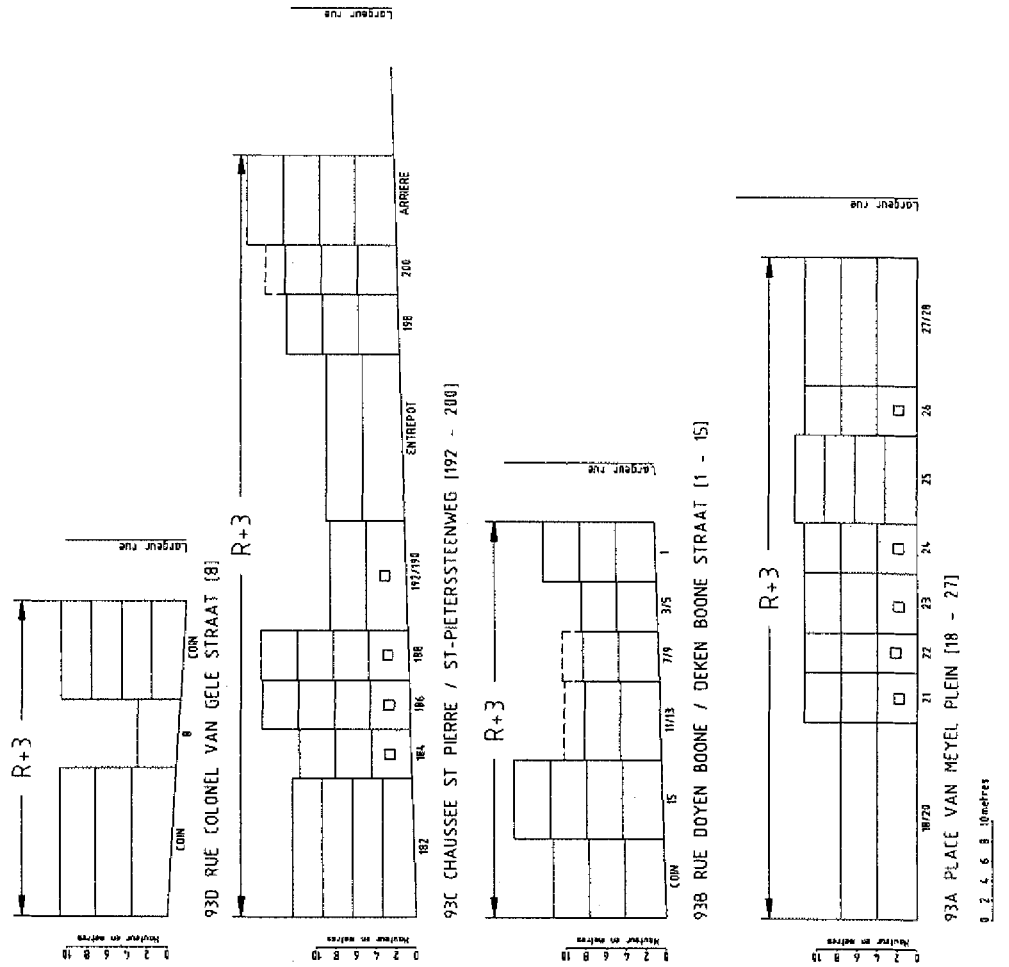 Largeur rue
R+3
COIN
8
COIN
Largeur rue
Hauteur en metres
0 2 4 6 8 10
93D RUE COLONEL VAN GELE STRAAT [8]
R+3
182
184
186
188
192/190
ENTREPOT
198
200
ARRIERE
Hauteur en metres
0 2 4 6 8 10
93C CHAUSSEE ST PIERRE / ST-PIETERSSTEENWEG [192 - 200]
R+3
COIN
15
11/13
7/9
3/5
1
Largeur rue
Hauteur en metres
0 2 4 6 8 10
93B RUE DOYEN BOONE / DEKEN BOONE STRAAT [1 - 15]
R+3
18/20
21
22
23
24
25
26
27/28
Largeur rue
Hauteur en metres
0 2 4 6 8 10
93A PLACE VAN MEYEL PLEIN [18 - 27]
0 2 4 6 8 10metres